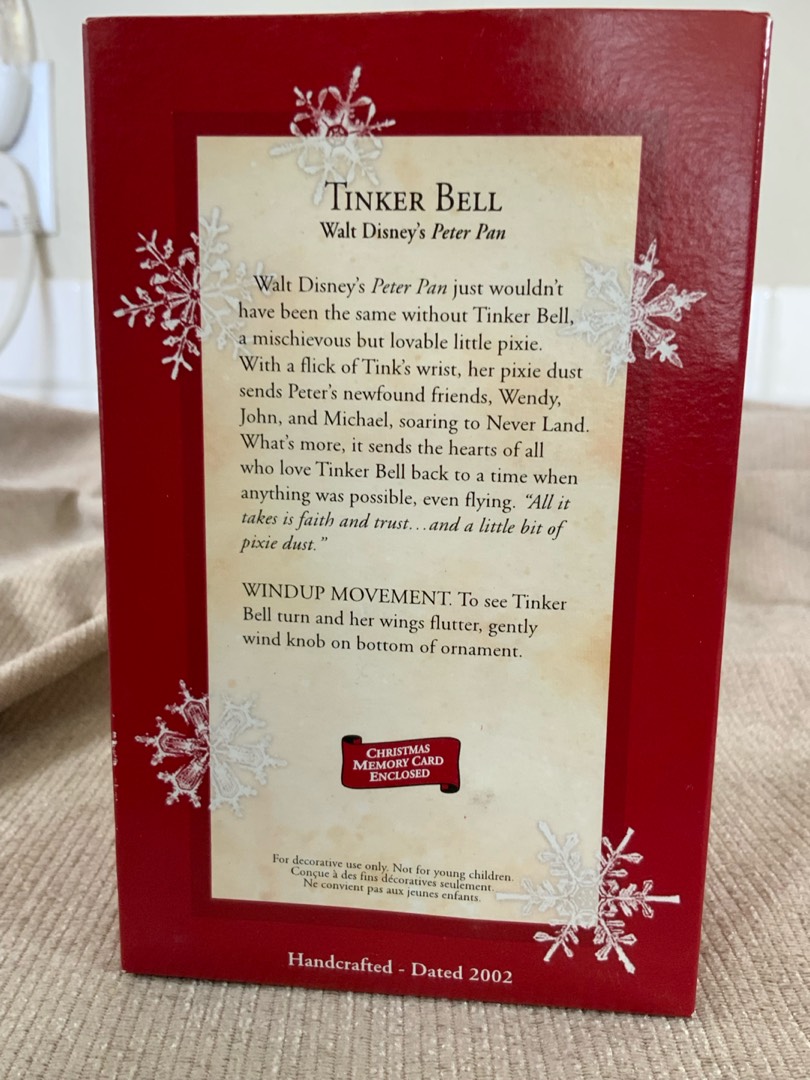 TINKER BELL
Walt Disney's Peter Pan
Walt Disney's Peter Pan just wouldn't
have been the same without Tinker Bell,
a mischievous but lovable little pixie.
With a flick of Tink's wrist, her pixie dust
sends Peter's newfound friends, Wendy,
John, and Michael, soaring to Never Land.
What's more, it sends the hearts of all
who love Tinker Bell back to a time when
anything was possible, even flying. “All it
takes is faith and trust...and a little bit of
pixie dust.”
WINDUP MOVEMENT. To see Tinker
Bell turn and her wings flutter, gently
wind knob on bottom of ornament.
CHRISTMAS
MEMORY CARD
ENCLOSED
For decorative use only. Not for young children.
Conçue à des fins décoratives seulement.
Ne convient pas aux jeunes enfants.
Handcrafted - Dated 2002